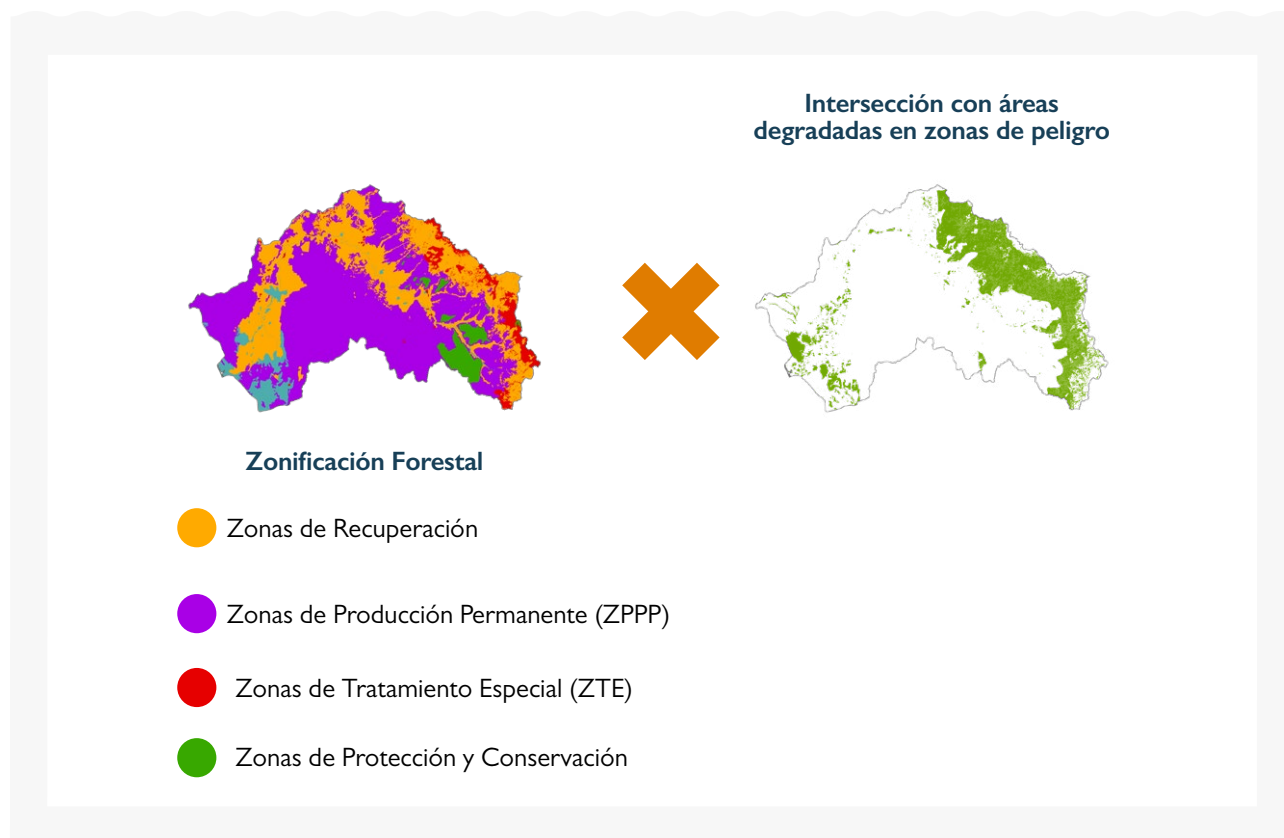 Intersección con áreas
degradadas en zonas de peligro
Zonificación Forestal
Zonas de Recuperación
Zonas de Producción Permanente (ZPPP)
Zonas de Tratamiento Especial (ZTE)
Zonas de Protección y Conservación